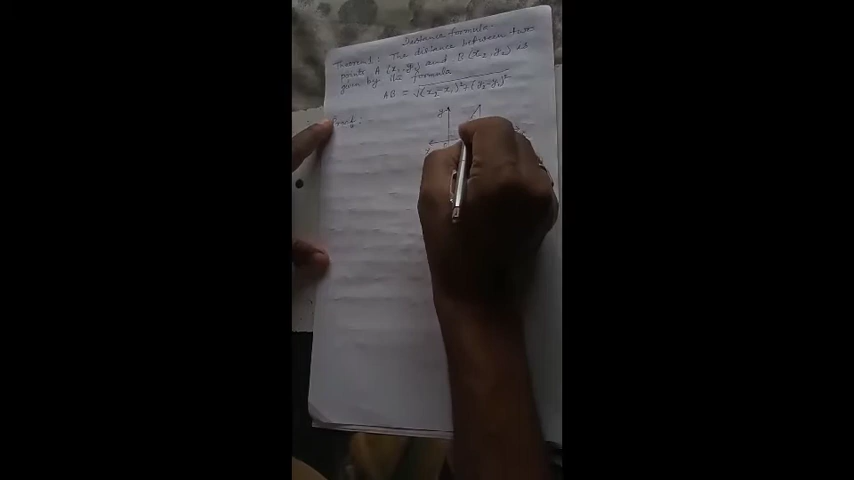 Distance formula.
Theorem 1: The distance between two
points A (x₁, y₁) and B (x₂, y₂) is
given by the formula
AB = √(x₂-x₁)²+(y₂-y₁)²
Proof:-
y